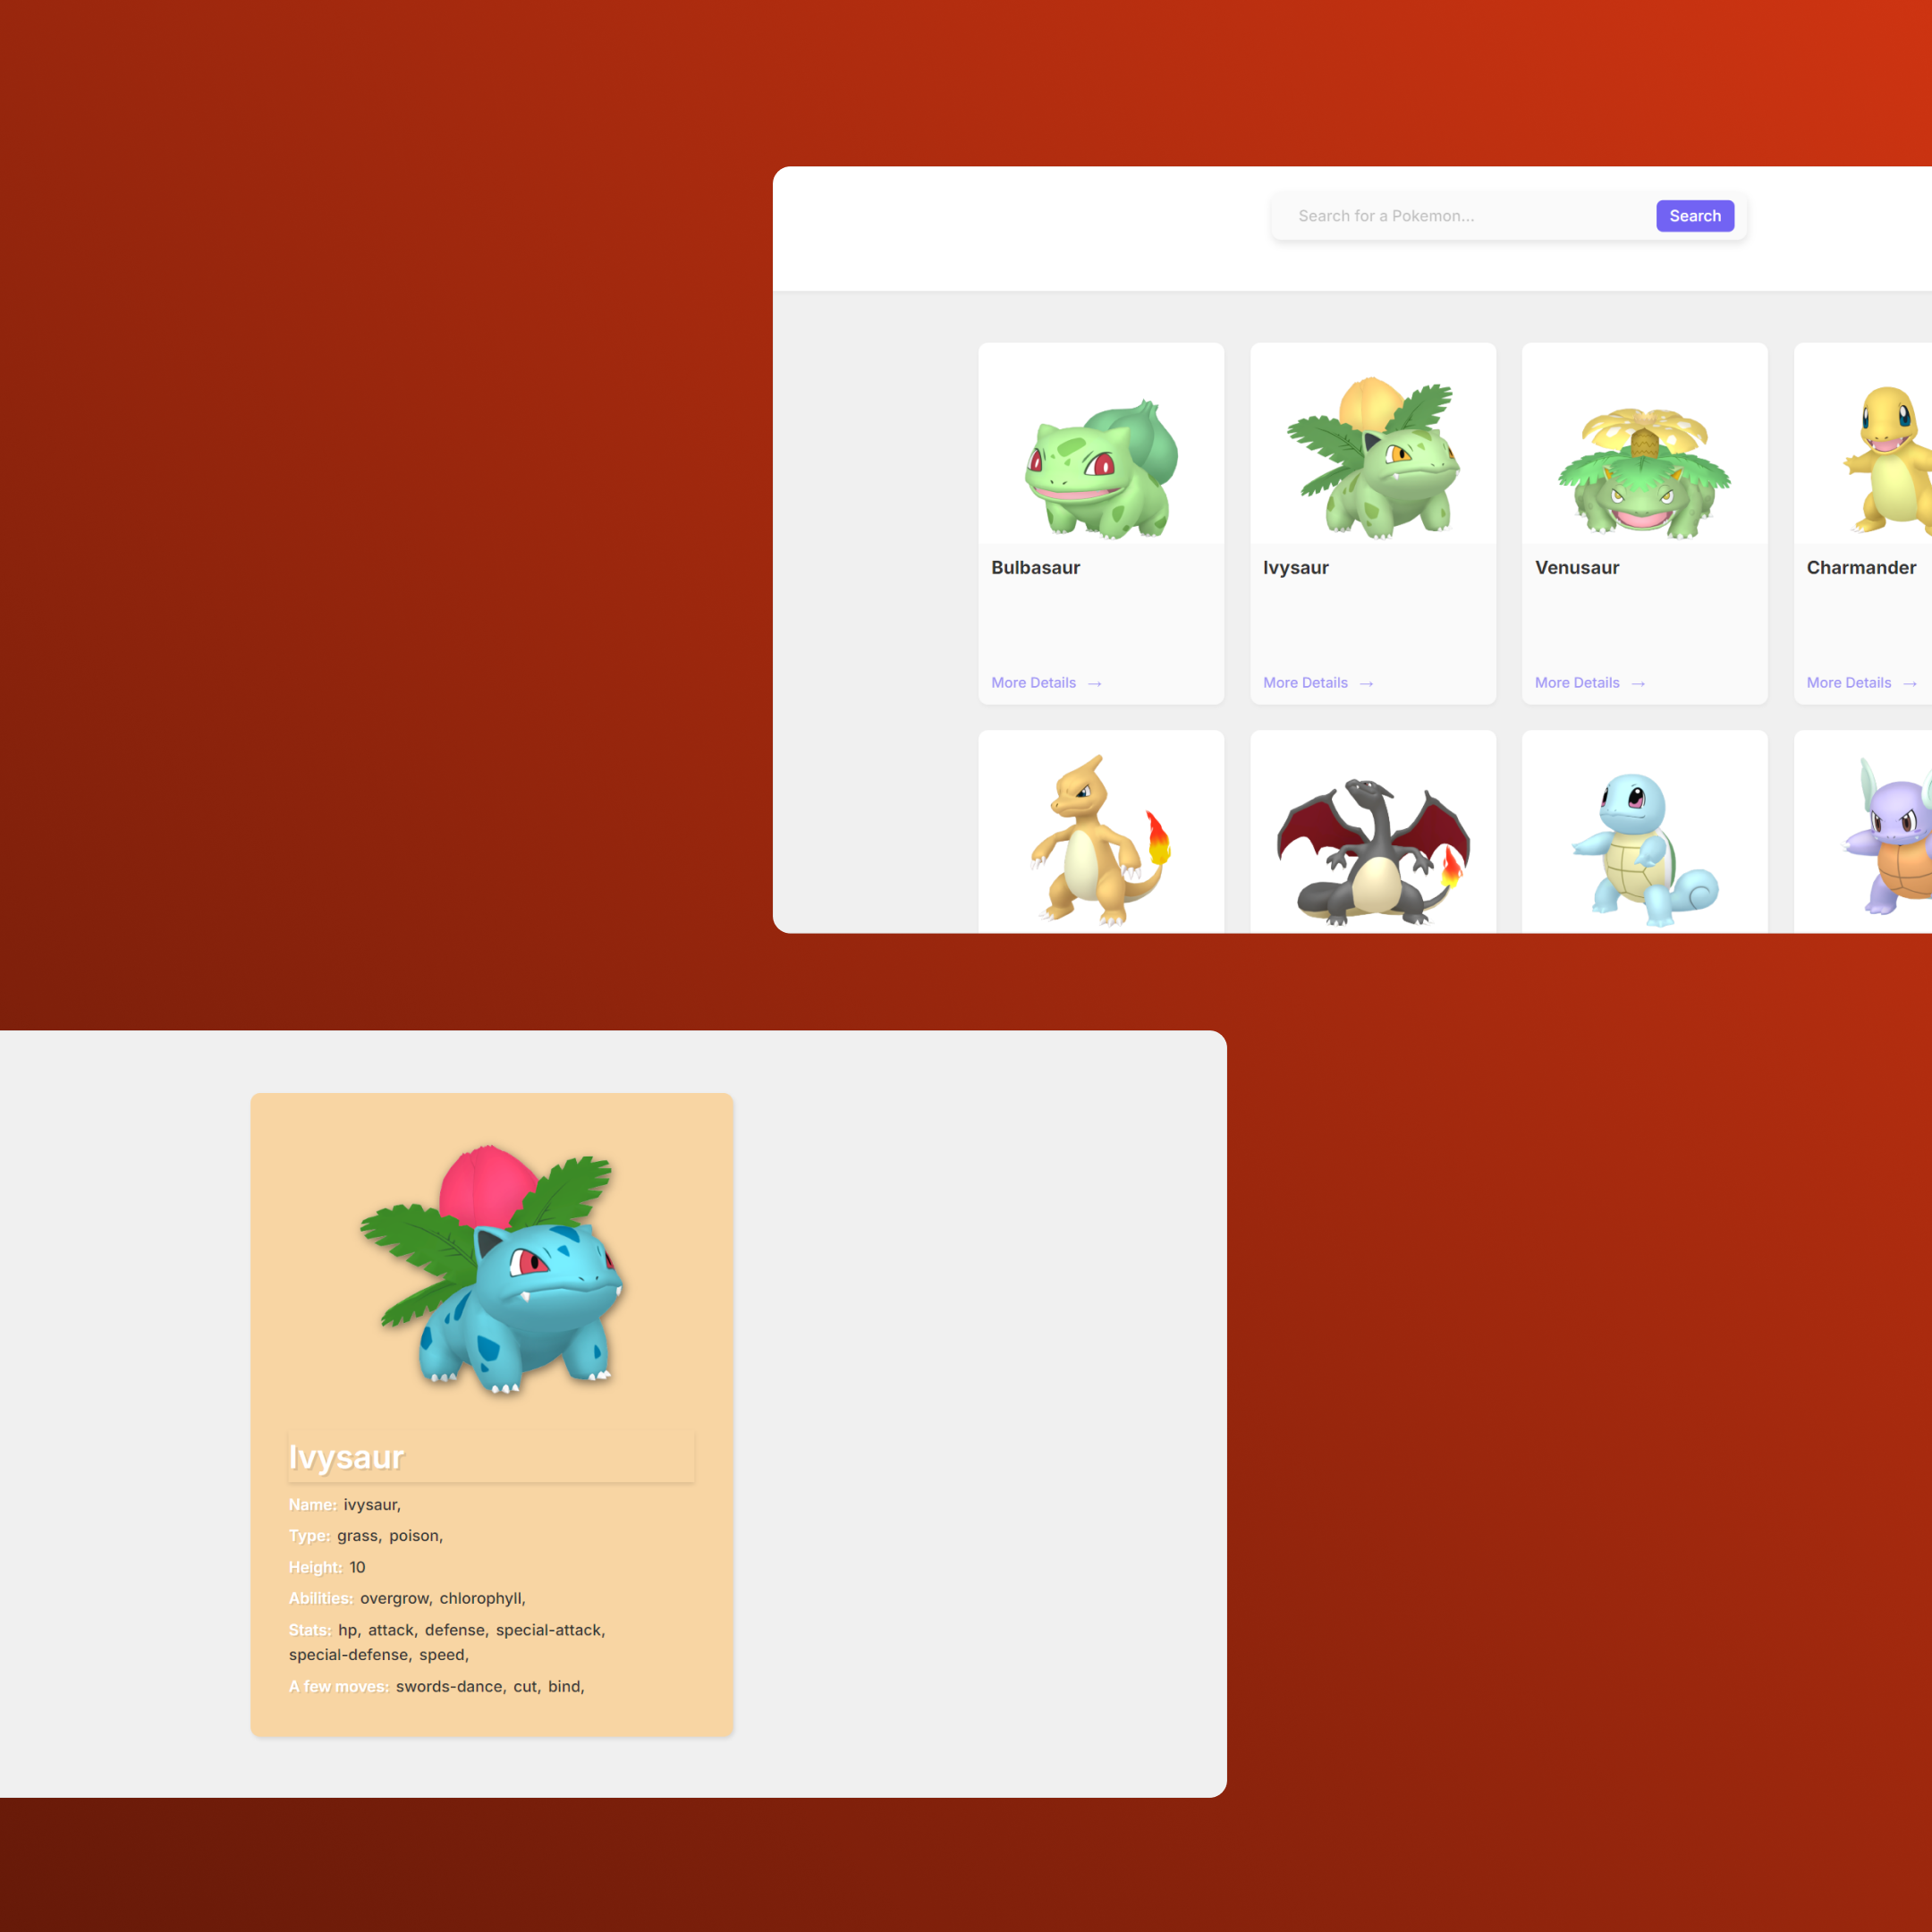 Search for a Pokemon...
Search
Bulbasaur
Ivysaur
Venusaur
Charmander
More Details →
More Details →
More Details →
More Details →
Ivysaur
Name: ivysaur,
Type: grass, poison,
Height: 10
Abilities: overgrow, chlorophyll,
Stats: hp, attack, defense, special-attack,
special-defense, speed,
A few moves: swords-dance, cut, bind,